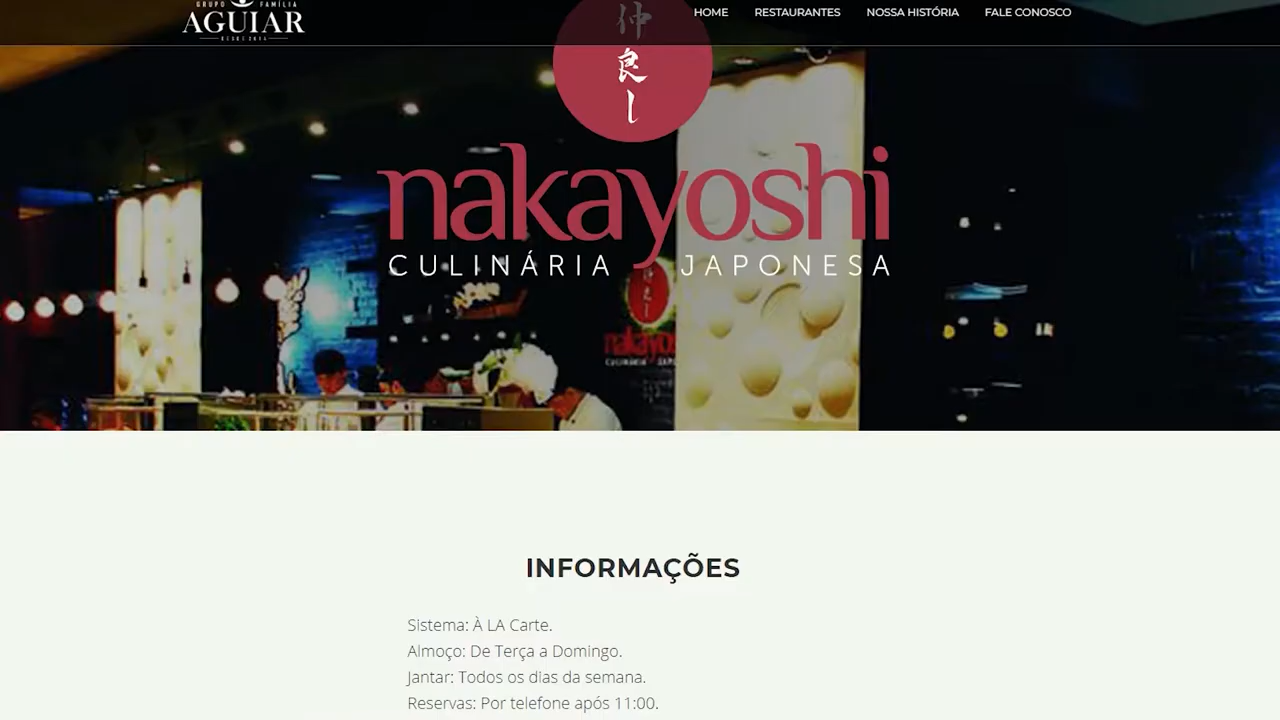 GRUPO FAMÍLIA
AGUIAR
HOME RESTAURANTES NOSSA HISTÓRIA FALE CONOSCO
仲
良
し
nakayoshi
CULINÁRIA JAPONESA
INFORMAÇÕES
Sistema: À LA Carte.
Almoço: De Terça a Domingo.
Jantar: Todos os dias da semana.
Reservas: Por telefone após 11:00.